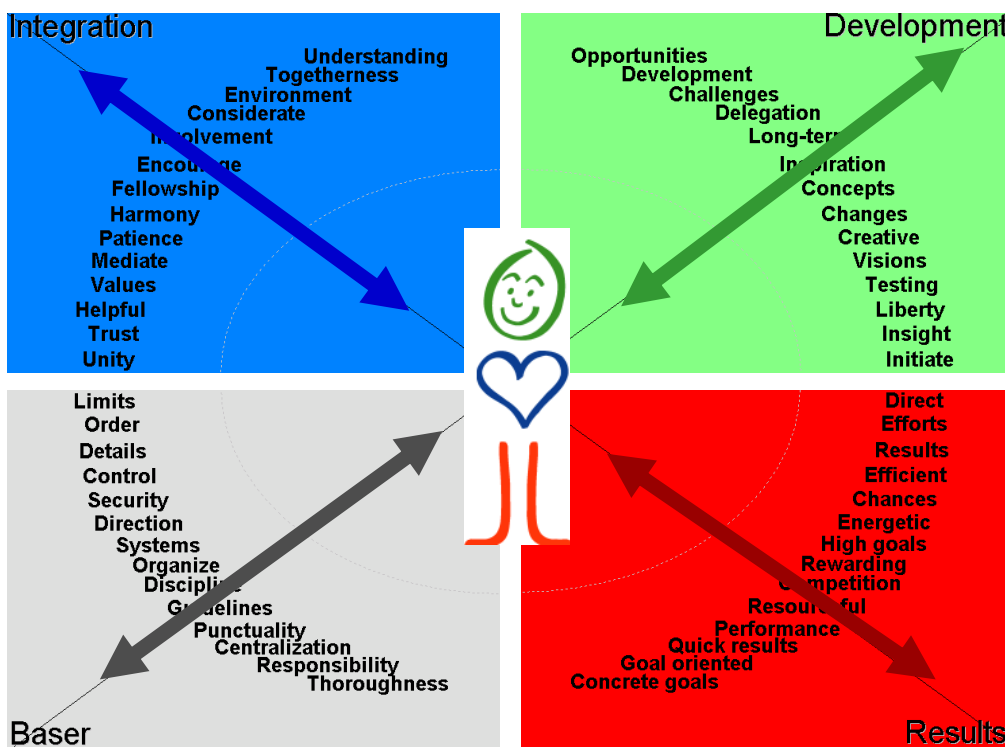 Integration
Understanding
Togetherness
Environment
Considerate
Involvement
Encourage
Fellowship
Harmony
Patience
Mediate
Values
Helpful
Trust
Unity
Development
Opportunities
Development
Challenges
Delegation
Long-term
Inspiration
Concepts
Changes
Creative
Visions
Testing
Liberty
Insight
Initiate
Limits
Order
Details
Control
Security
Direction
Systems
Organize
Discipline
Guidelines
Punctuality
Centralization
Responsibility
Thoroughness
Baser
Direct
Efforts
Results
Efficient
Chances
Energetic
High goals
Rewarding
Competition
Resourceful
Performance
Quick results
Goal oriented
Concrete goals
Results